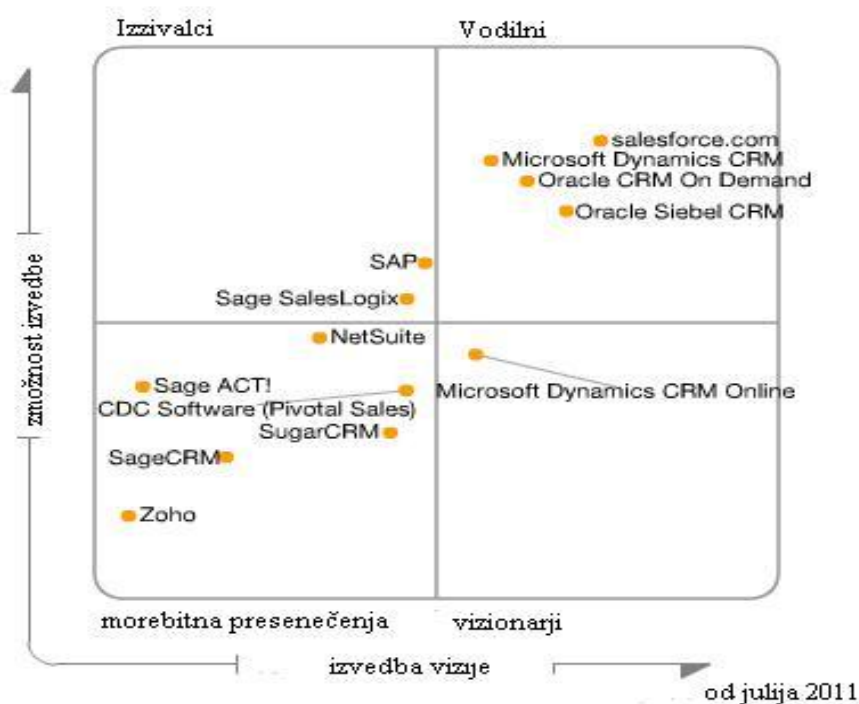 Izzivalci
Vodilni
salesforce.com
Microsoft Dynamics CRM
Oracle CRM On Demand
Oracle Siebel CRM
SAP
Sage SalesLogix
zmožnost izvedbe
NetSuite
Sage ACT!
Microsoft Dynamics CRM Online
CDC Software (Pivotal Sales)
SugarCRM
SageCRM
Zoho
morebitna presenečenja
vizionarji
izvedba vizije
od julija 2011